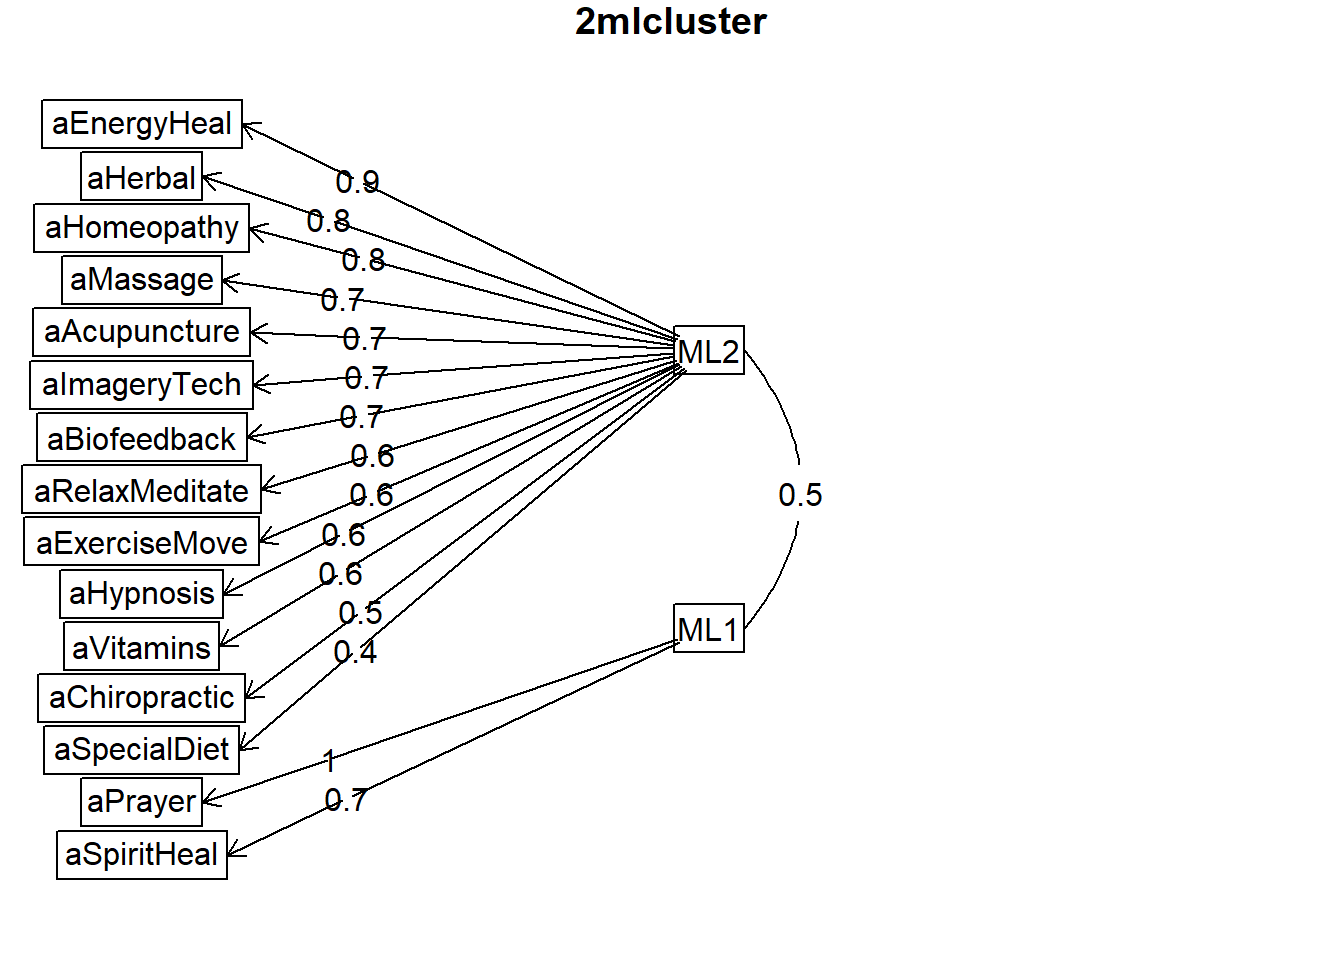 2mlcluster
aEnergyHeal
0.9
aHerbal
0.8
aHomeopathy
0.8
aMassage
0.7
aAcupuncture
0.7
ML2
aImageryTech
0.7
aBiofeedback
0.7
aRelaxMeditate
0.6
aExerciseMove
0.6
0.5
aHypnosis
0.6
aVitamins
0.6
ML1
aChiropractic
0.5
aSpecialDiet
0.4
aPrayer
1
aSpiritHeal
0.7